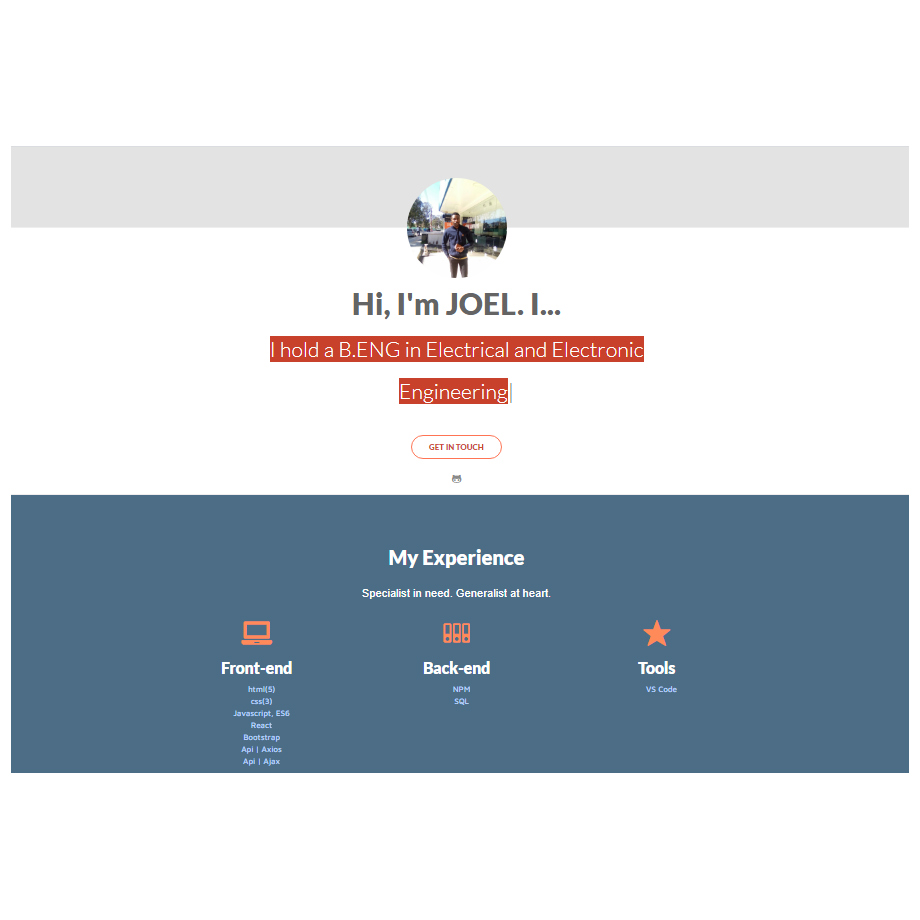 Hi, I'm JOEL. I...
I hold a B.ENG in Electrical and Electronic
Engineering
GET IN TOUCH
My Experience
Specialist in need. Generalist at heart.
Front-end
html(5)
css(3)
Javascript, ES6
React
Bootstrap
Api | Axios
Api | Ajax
Back-end
NPM
SQL
Tools
VS Code